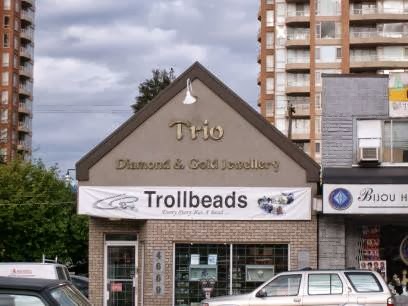 Trio
Diamond & Gold Jewellery
Trollbeads
Every Story Has A Bead...
4669
BIJOU H